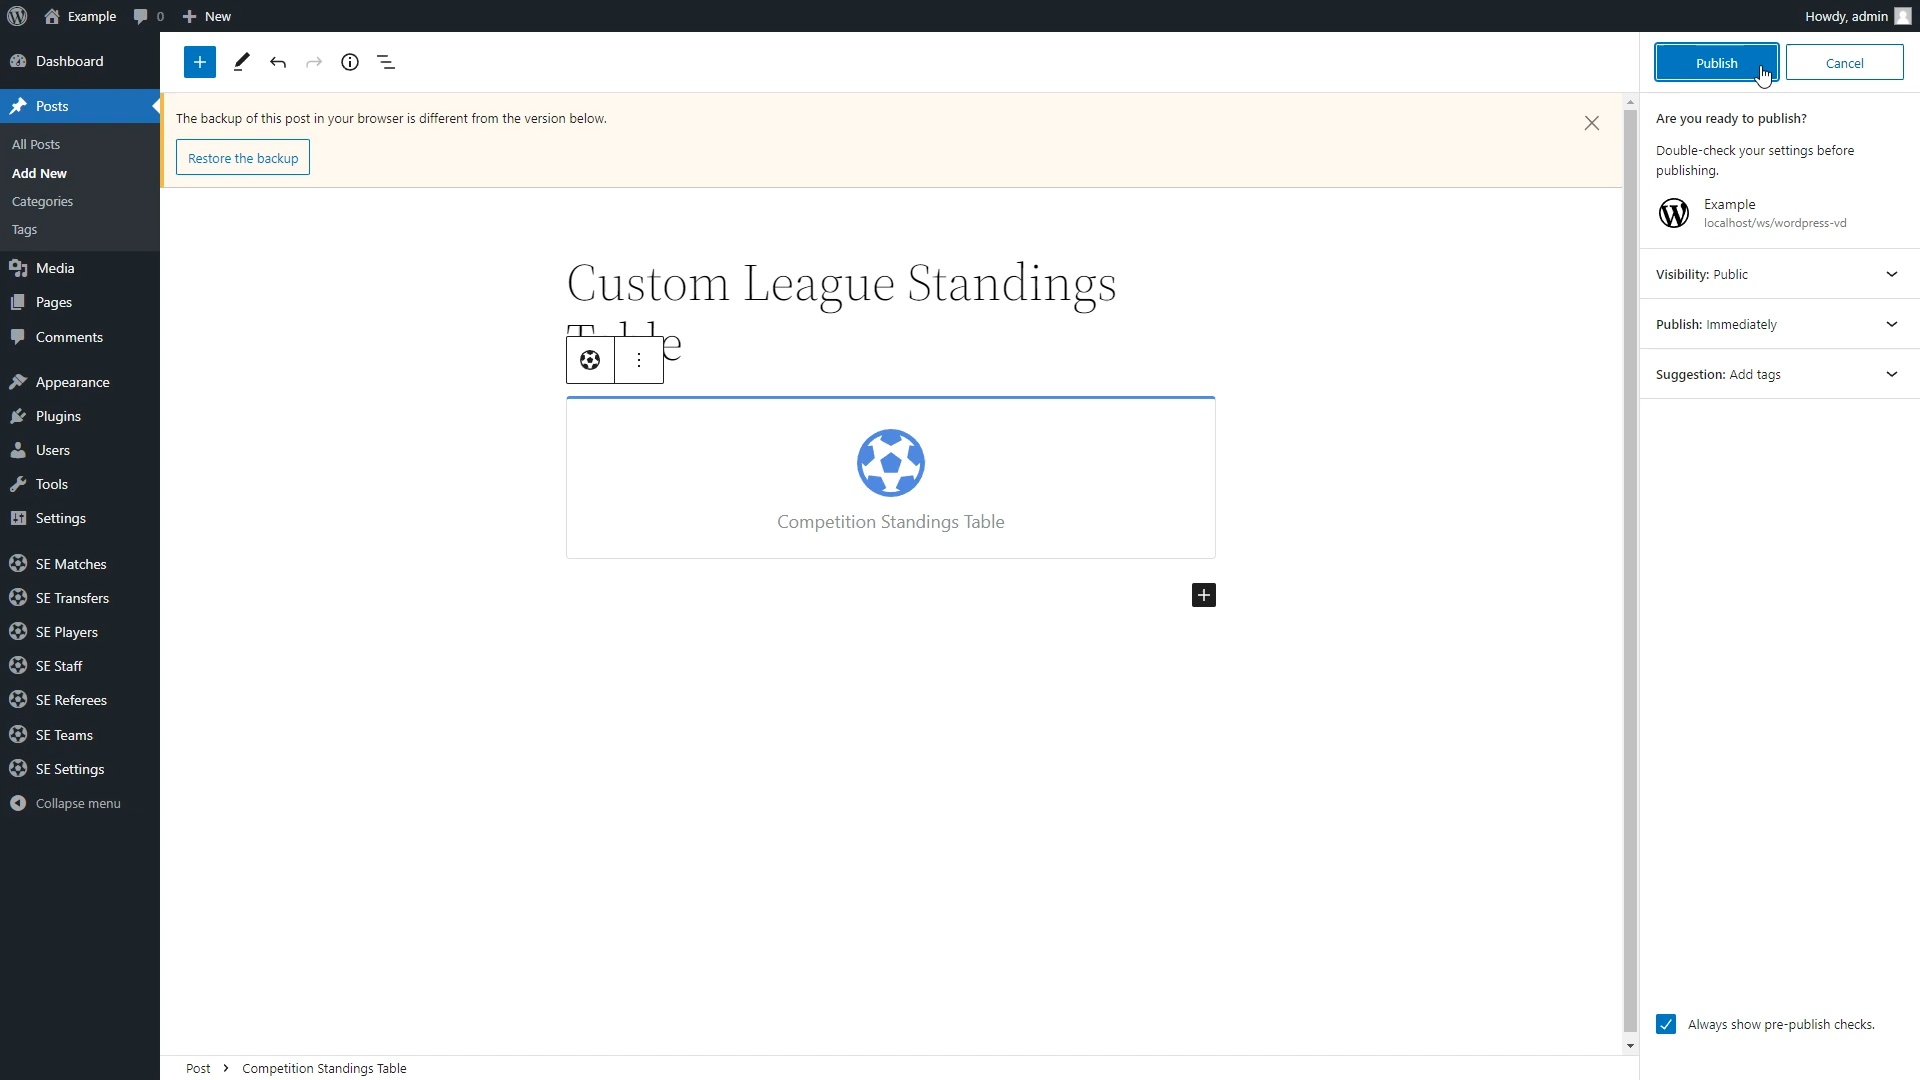 Example
0
New
Howdy, admin
Dashboard
Posts
All Posts
Add New
Categories
Tags
Media
Pages
Comments
Appearance
Plugins
Users
Tools
Settings
SE Matches
SE Transfers
SE Players
SE Staff
SE Referees
SE Teams
SE Settings
Collapse menu
The backup of this post in your browser is different from the version below.
Restore the backup
Custom League Standings
Competition Standings Table
Post
Competition Standings Table
Publish
Cancel
Are you ready to publish?
Double-check your settings before
publishing.
Example
localhost/ws/wordpress-vd
Visibility: Public
Publish: Immediately
Suggestion: Add tags
Always show pre-publish checks.